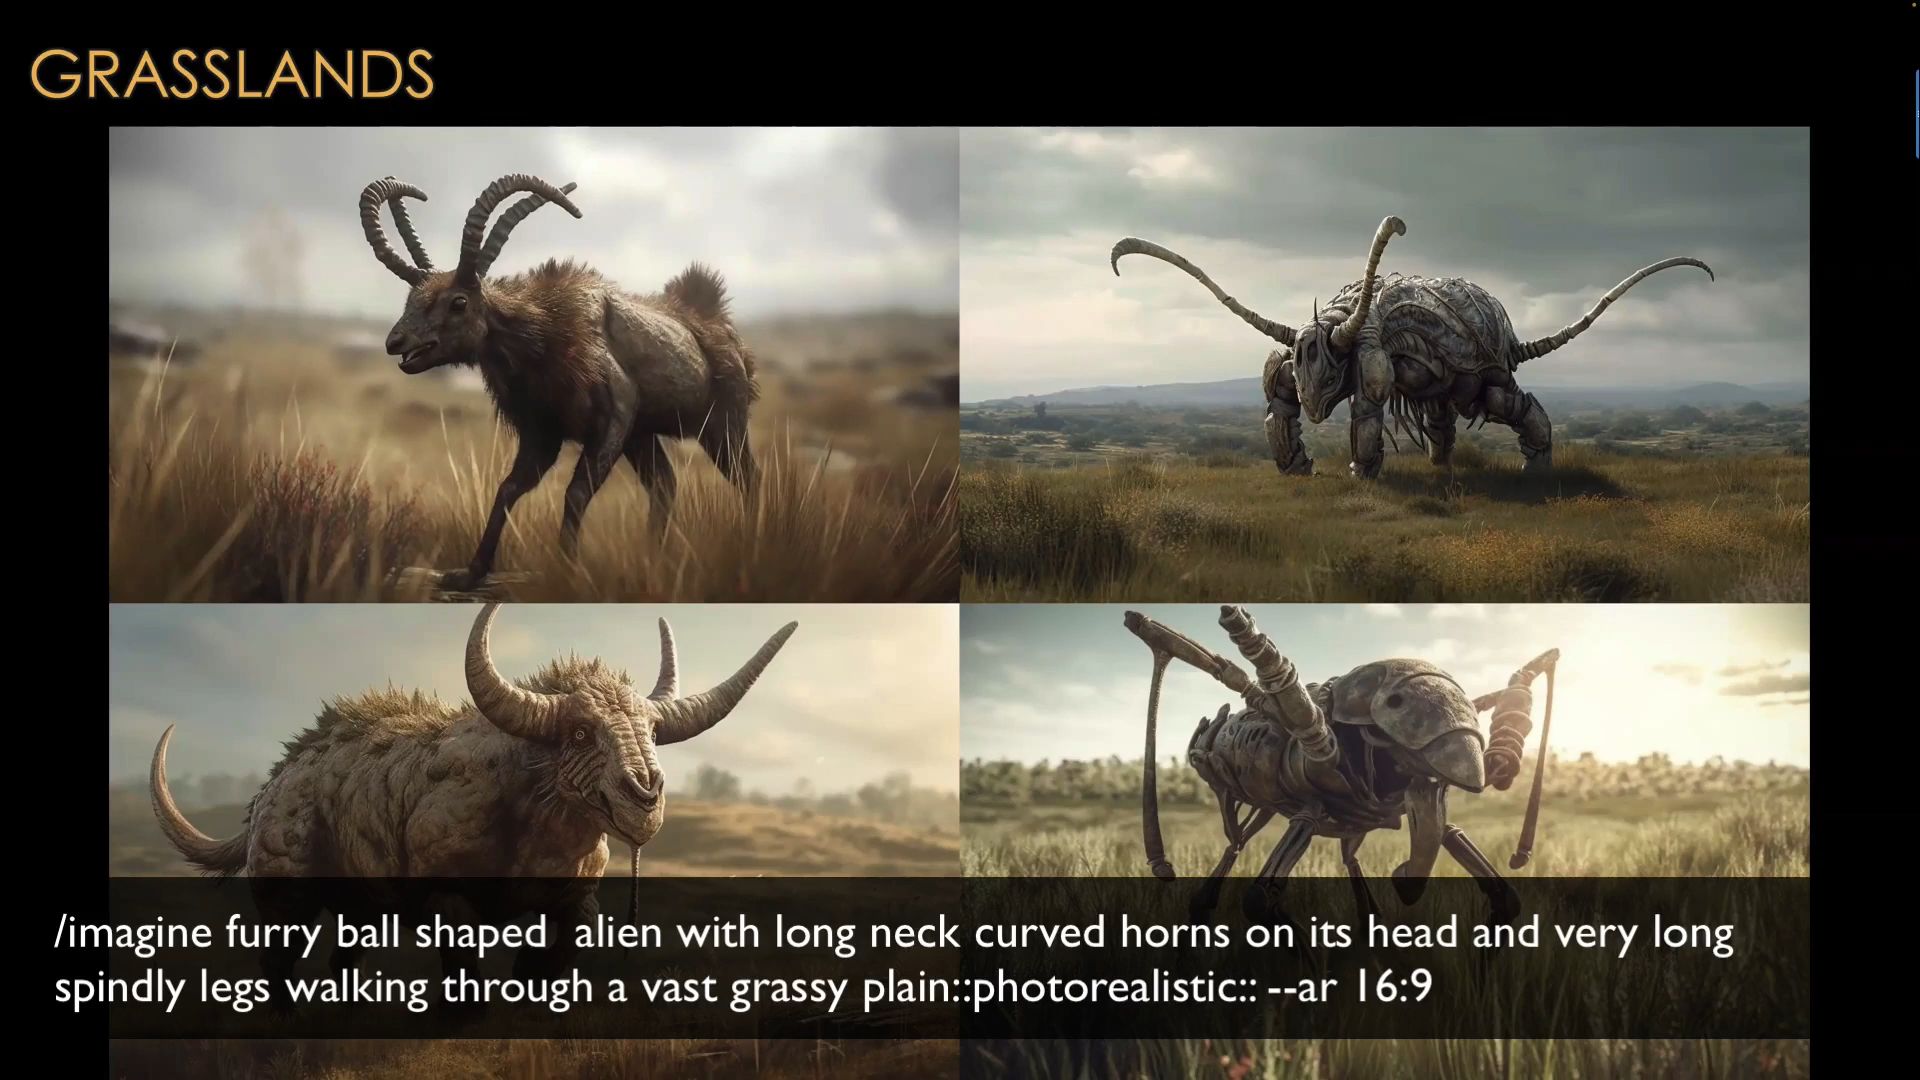 GRASSLANDS
/imagine furry ball shaped  alien with long neck curved horns on its head and very long
spindly legs walking through a vast grassy plain::photorealistic:: --ar 16:9